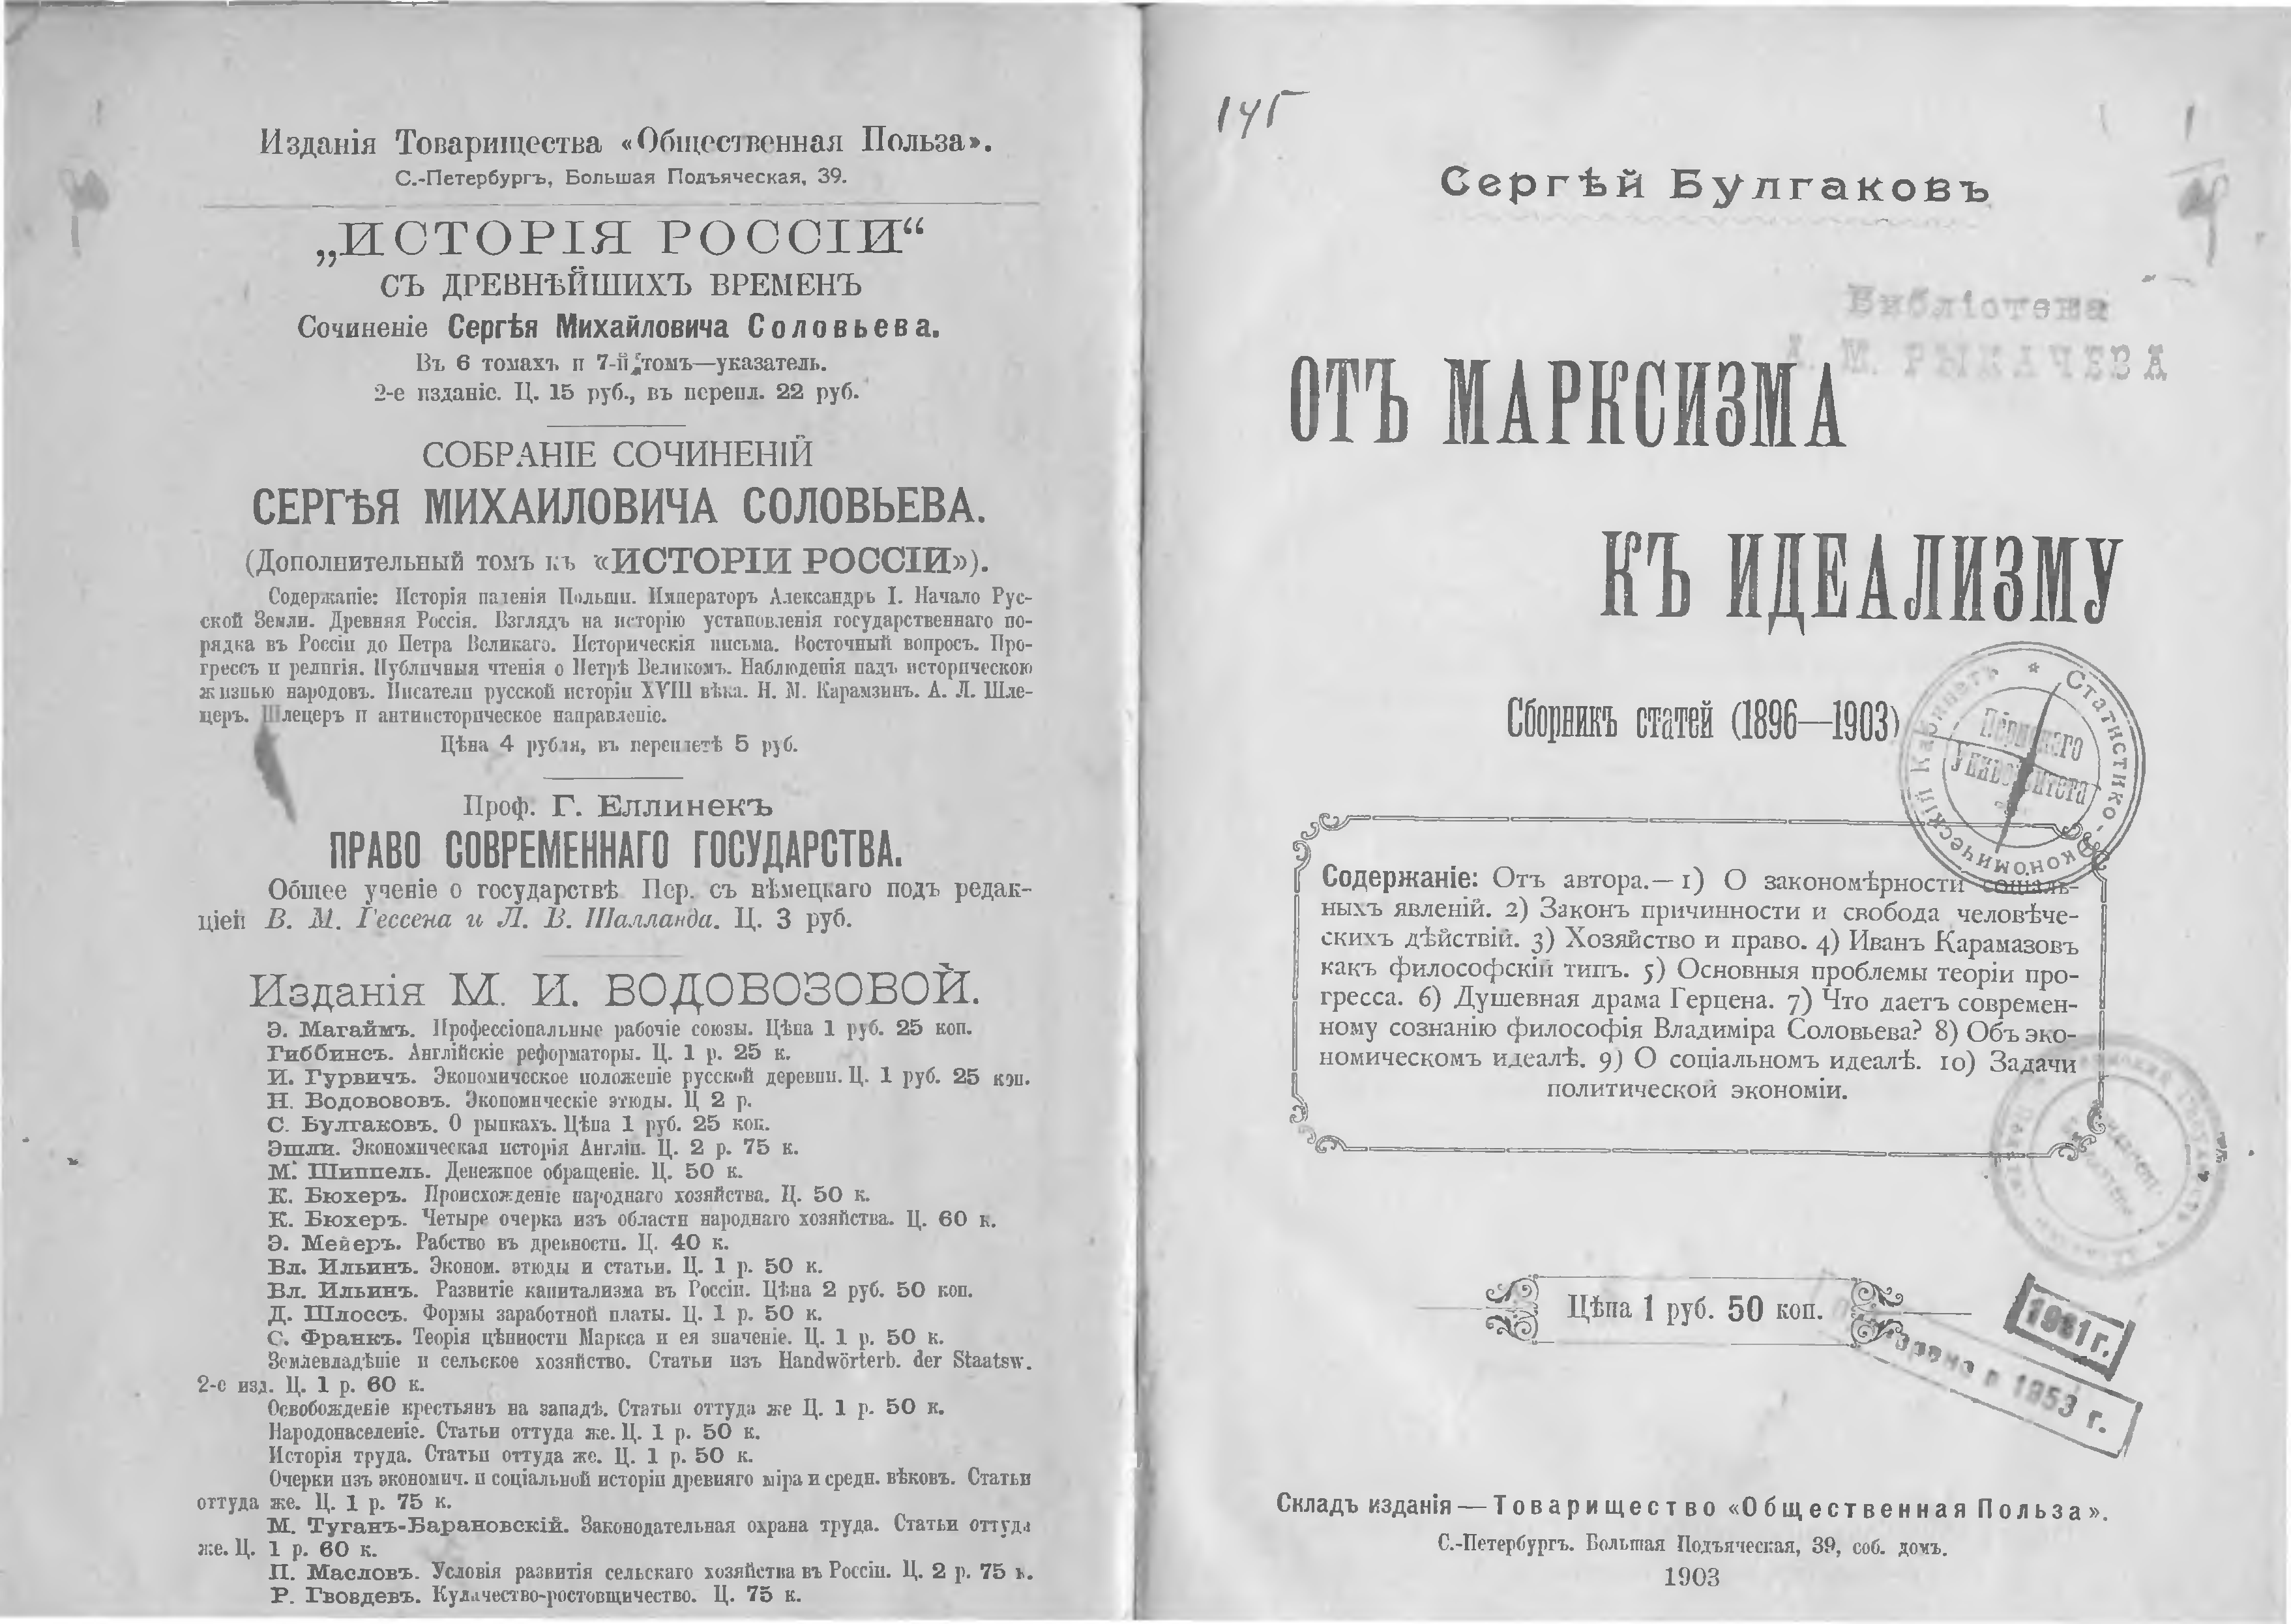 Изданія Товарищества «Общественная Польза».
С.-Петербургъ, Большая Подъяческая, 39.
„ИСТОРІЯ РОССІИ“
СЪ ДРЕВНѢЙШИХЪ ВРЕМЕНЪ
Сочиненіе Сергѣя Михайловича Соловьева.
Въ 6 томахъ и 7-й томъ—указатель.
2-е изданіе. Ц. 15 руб., въ перепл. 22 руб.
СОБРАНІЕ СОЧИНЕНІЙ
СЕРГѢЯ МИХАИЛОВИЧА СОЛОВЬЕВА.
(Дополнительный томъ къ «ИСТОРІИ РОССІИ»).
Содержаніе: Исторія паденія Польши. Императоръ Александръ I. Начало Рус-
ской Земли. Древняя Россія. Взглядъ на исторію установленія государственнаго по-
рядка въ Россіи до Петра Великаго. Историческія письма. Восточный вопросъ. Про-
грессъ и религія. Публичныя чтенія о Петрѣ Великомъ. Наблюденія надъ историческою
жизнью народовъ. Писатели русской исторіи XVIII вѣка. Н. М. Карамзинъ. А. Л. Шле-
церъ. Шлецеръ и антиисторическое направленіе.
Цѣна 4 рубля, въ переплетѣ 5 руб.
Проф. Г. Еллинекъ
ПРАВО СОВРЕМЕННАГО ГОСУДАРСТВА.
Общее ученіе о государствѣ Пер. съ нѣмецкаго подъ редак-
ціей В. М. Гессена и Л. В. Шалланда. Ц. 3 руб.
Изданія М. И. ВОДОВОЗОВОЙ.
Э. Магаймъ. Профессіональные рабочіе союзы. Цѣна 1 руб. 25 коп.
Гиббинсъ. Англійскіе реформаторы. Ц. 1 р. 25 к.
И. Гурвичъ. Экономическое положеніе русской деревни. Ц. 1 руб. 25 коп.
Н. Водовововъ. Экономическіе этюды. Ц 2 р.
С. Булгаковъ. О рынкахъ. Цѣна 1 руб. 25 коп.
Эшли. Экономическая исторія Англіи. Ц. 2 р. 75 к.
М. Шиппель. Денежное обращеніе. Ц. 50 к.
К. Бюхеръ. Происхожденіе народнаго хозяйства. Ц. 50 к.
К. Бюхеръ. Четыре очерка изъ области народнаго хозяйства. Ц. 60 к.
Э. Мейеръ. Рабство въ древности. Ц. 40 к.
Вл. Ильинъ. Эконом. этюды и статьи. Ц. 1 р. 50 к.
Вл. Ильинъ. Развитіе капитализма въ Россіи. Цѣна 2 руб. 50 коп.
Д. Шлоссъ. Формы заработной платы. Ц. 1 р. 50 к.
С. Франкъ. Теорія цѣнности Маркса и ея значеніе. Ц. 1 р. 50 к.
Землевладѣніе и сельское хозяйство. Статьи изъ Handwörterb. der Staatsw.
2-е изд. Ц. 1 р. 60 к.
Освобожденіе крестьянъ на западѣ. Статьи оттуда же Ц. 1 р. 50 к.
Народонаселеніе. Статьи оттуда же. Ц. 1 р. 50 к.
Исторія труда. Статьи оттуда же. Ц. 1 р. 50 к.
Очерки изъ экономич. и соціальной исторіи древняго міра и средн. вѣковъ. Статьи
оттуда же. Ц. 1 р. 75 к.
М. Туганъ-Барановскій. Законодательная охрана труда. Статьи оттуда
же. Ц. 1 р. 60 к.
П. Масловъ. Условія развитія сельскаго хозяйства въ Россіи. Ц. 2 р. 75 к.
Р. Гвовдевъ. Кулачество-ростовщичество. Ц. 75 к.
Сергѣй Булгаковъ
Библіотека
А. М. РЫКАЧЕВА
ОТЪ МАРКСИЗМА
КЪ ИДЕАЛИЗМУ
Сборникъ статей (1896—1903)
Статистико-Экономическій Кабинетъ
Пермскаго
Университета
Содержаніе: Отъ автора.—1) О закономѣрности соціаль-
ныхъ явленій. 2) Законъ причинности и свобода человѣче-
скихъ дѣйствій. 3) Хозяйство и право. 4) Иванъ Карамазовъ
какъ философскій типъ. 5) Основныя проблемы теоріи про-
гресса. 6) Душевная драма Герцена. 7) Что даетъ современ-
ному сознанію философія Владиміра Соловьева? 8) Объ эко-
номическомъ идеалѣ. 9) О соціальномъ идеалѣ. 10) Задачи
политической экономіи.
Цѣна 1 руб. 50 коп.
в 1953 г.
Складъ изданія—Товарищество «Общественная Польза».
С.-Петербургъ. Большая Подъяческая, 39, соб. домъ.
1903